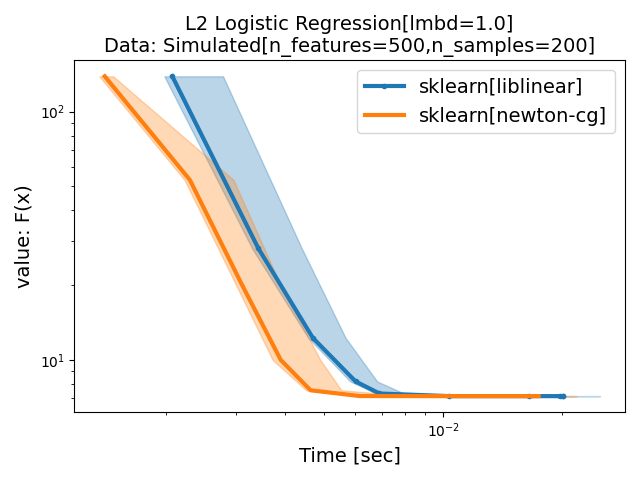 L2 Logistic Regression[lmbd=1.0]
Data: Simulated[n_features=500,n_samples=200]
sklearn[liblinear]
sklearn[newton-cg]
value: F(x)
10²
10¹
10⁻²
Time [sec]